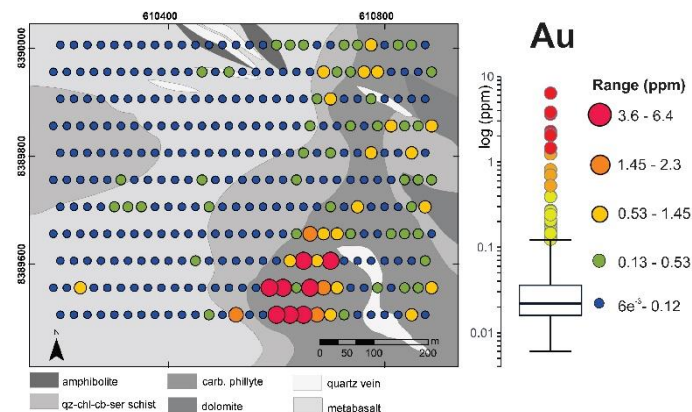 610400 610800
8390000
8389800
8389600
N
0 50 100 200
m
amphibolite carb. phyllyte quartz vein
qz-chl-cb-ser schist dolomite metabasalt
Au
log (ppm)
10
1
0.1
0.01
Range (ppm)
3.6 - 6.4
1.45 - 2.3
0.53 - 1.45
0.13 - 0.53
6e⁻³- 0.12